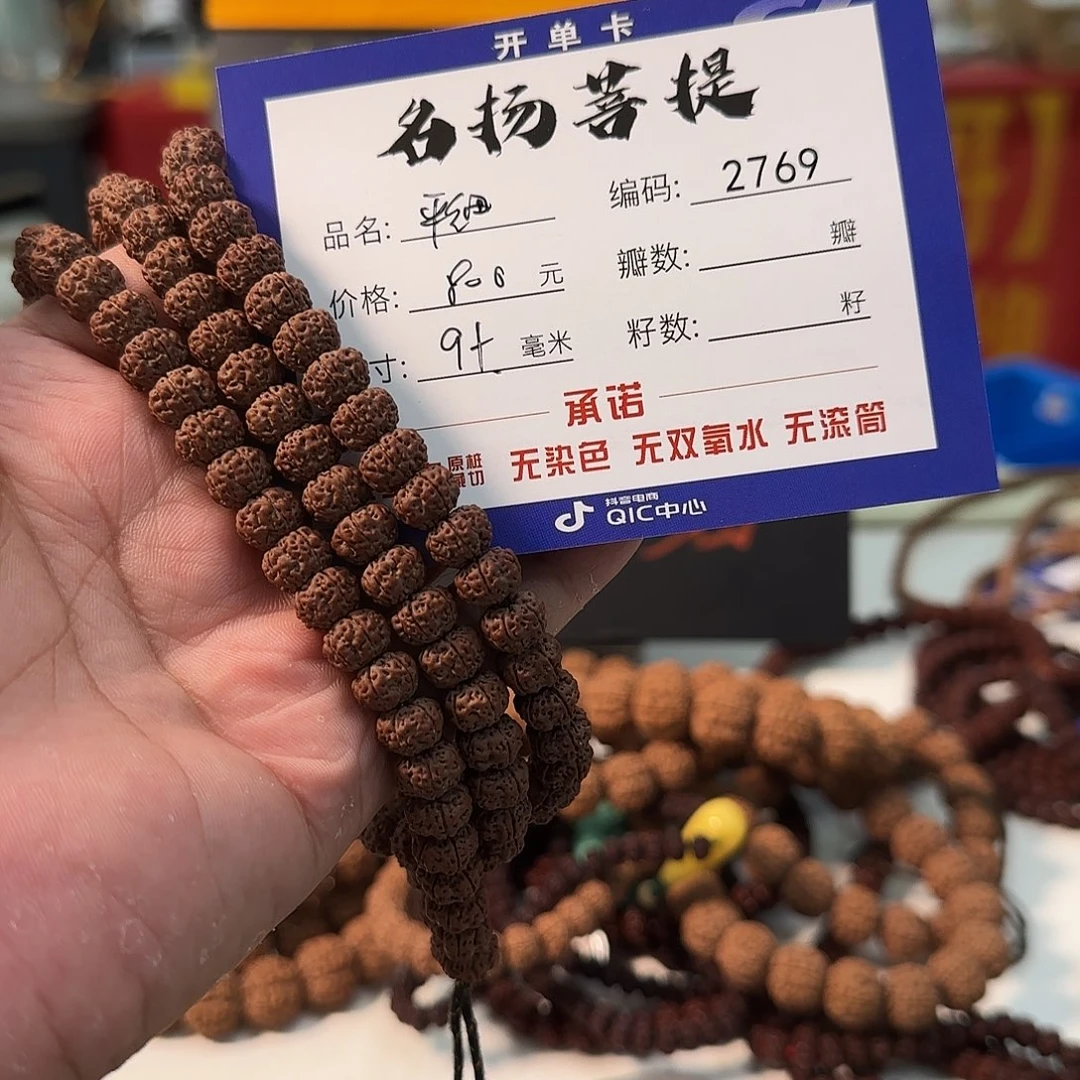 开单卡
名扬菩提
品名:
编码: 2769
价格: 800 元
瓣数: 瓣
寸: 9+ 毫米
籽数: 籽
承诺
原桩
切
无染色 无双氧水 无滚筒
抖音电商
QIC中心